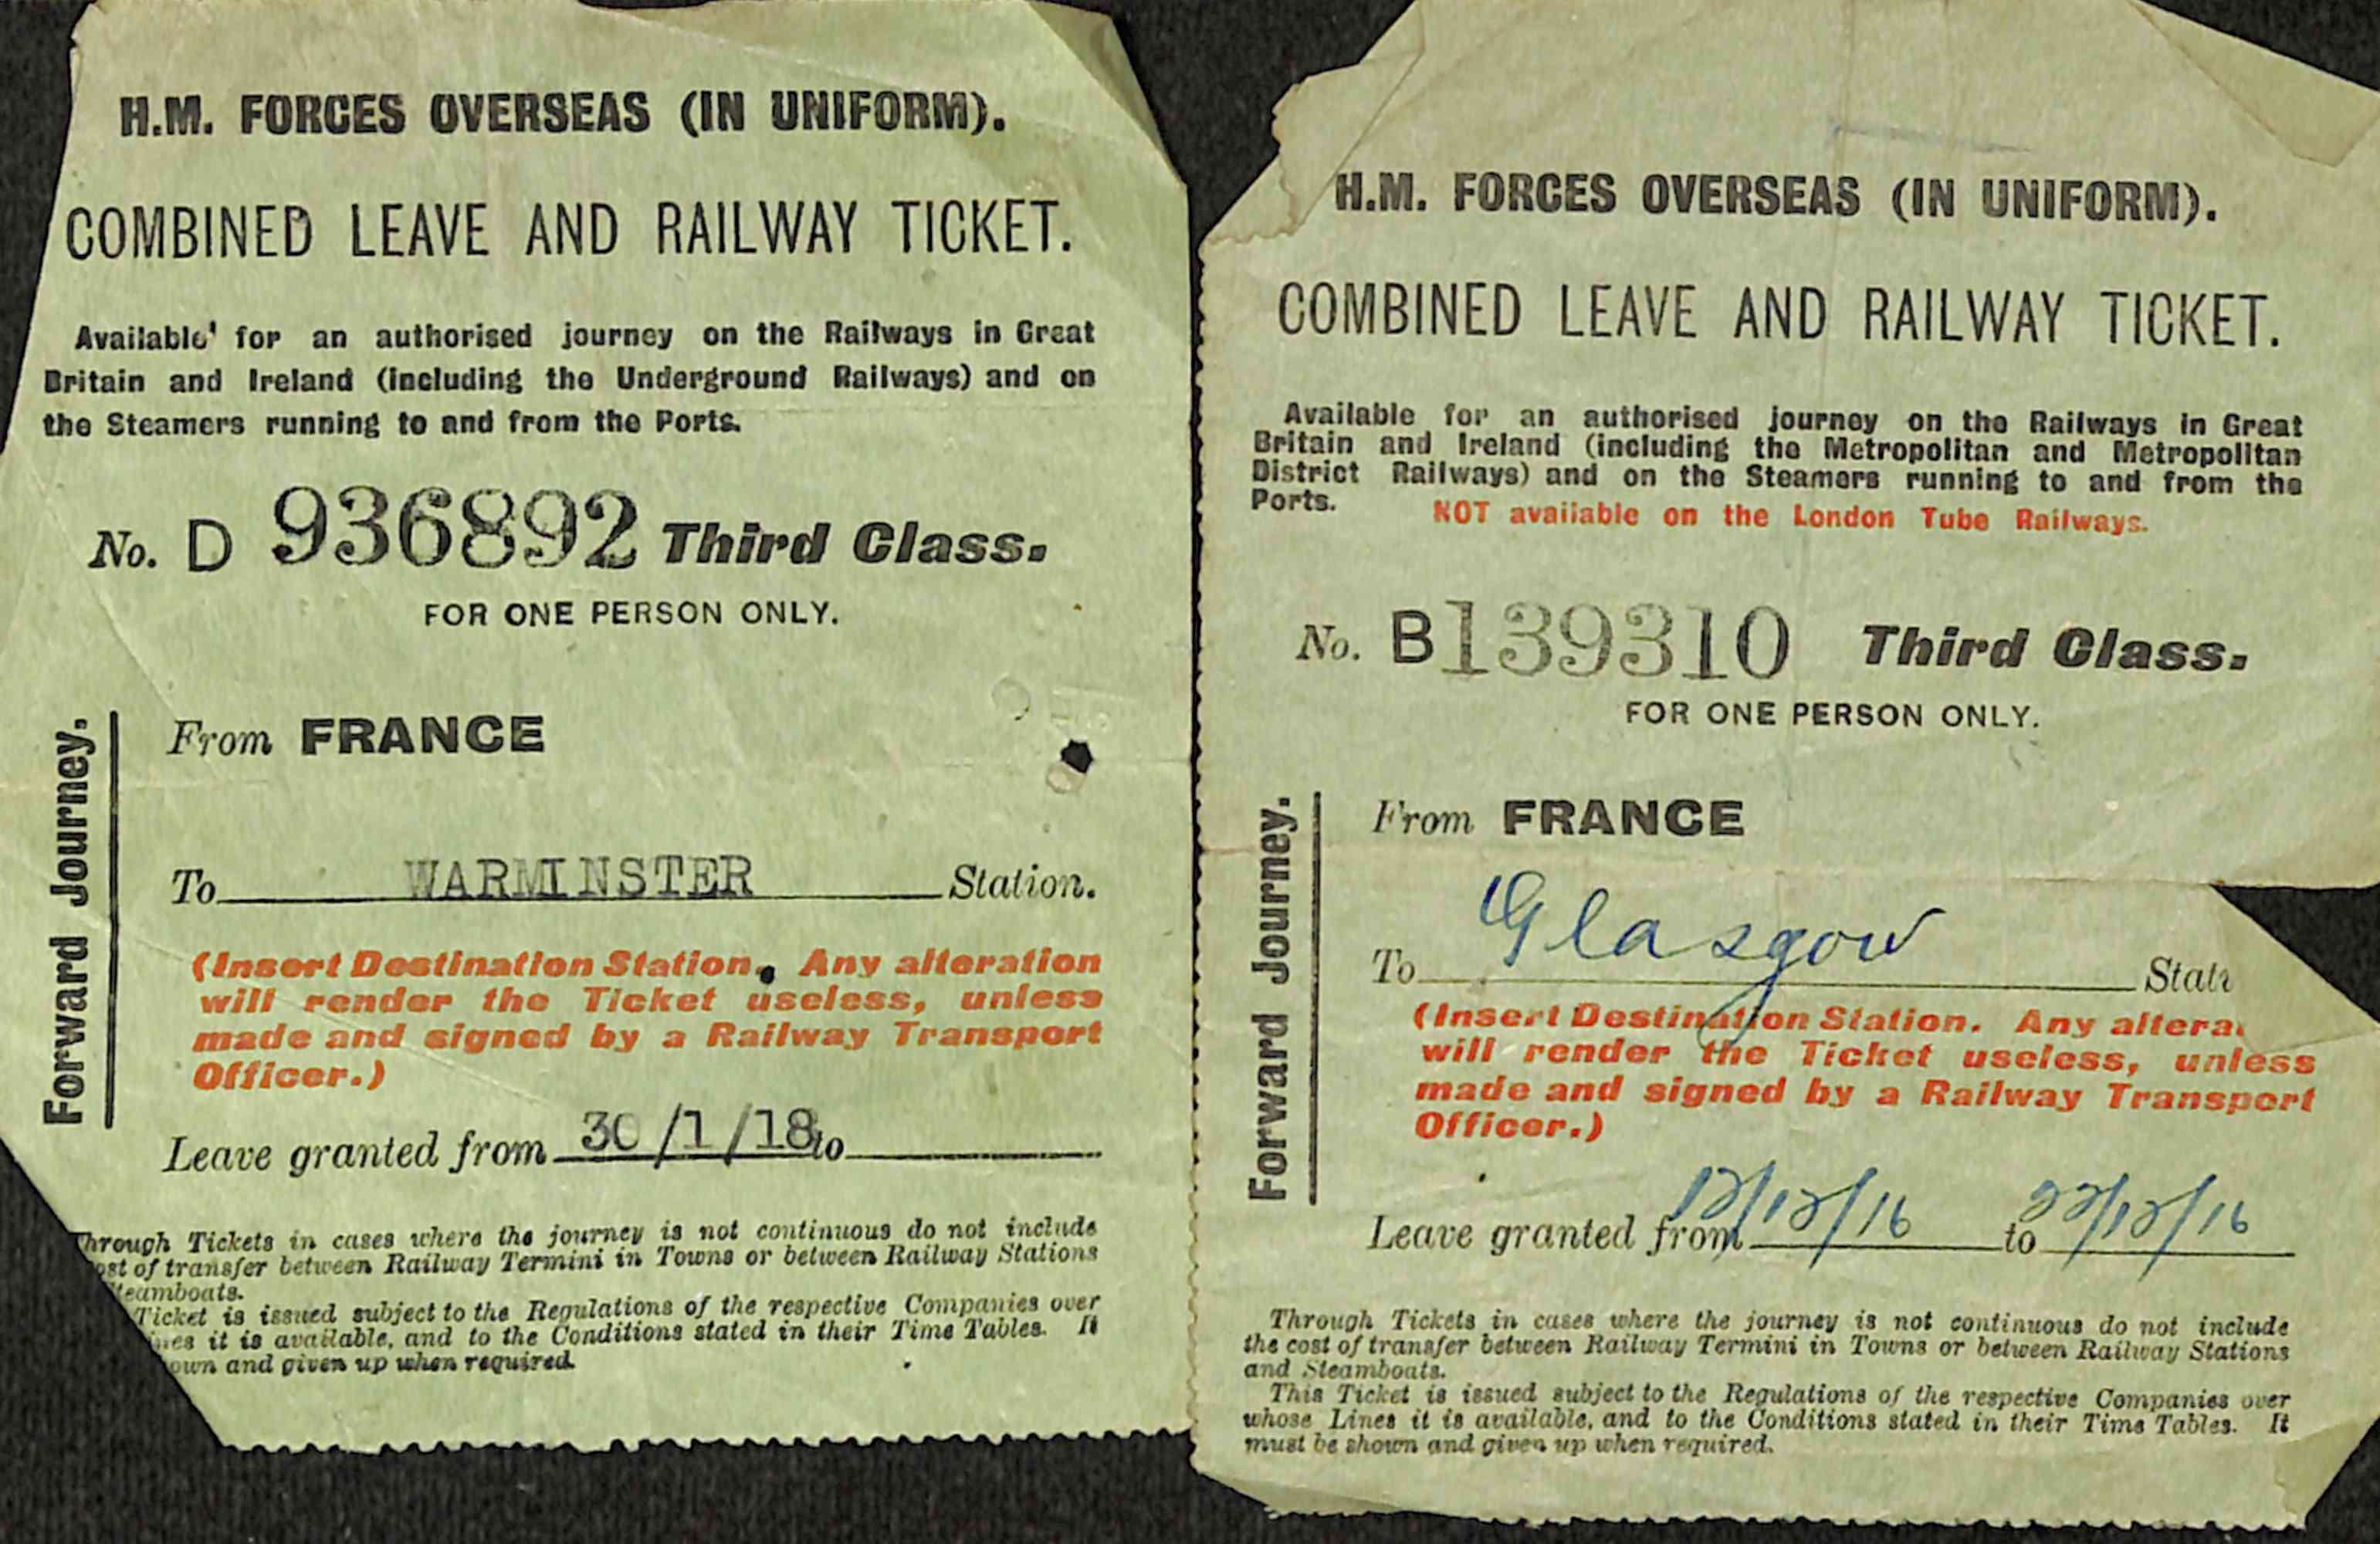 H.M. FORCES OVERSEAS (IN UNIFORM).
COMBINED LEAVE AND RAILWAY TICKET.
Available for an authorised journey on the Railways in Great
Britain and Ireland (including the Underground Railways) and on
the Steamers running to and from the Ports.
No. D 936892 Third Class.
FOR ONE PERSON ONLY.
Forward Journey.
From FRANCE
To WARMINSTER Station.
(Insert Destination Station. Any alteration
will render the Ticket useless, unless
made and signed by a Railway Transport
Officer.)
Leave granted from 30/1/18 to
Through Tickets in cases where the journey is not continuous do not include
ost of transfer between Railway Termini in Towns or between Railway Stations
teamboats.
Ticket is issued subject to the Regulations of the respective Companies over
ines it is available, and to the Conditions stated in their Time Tables. It
own and given up when required.
H.M. FORCES OVERSEAS (IN UNIFORM).
COMBINED LEAVE AND RAILWAY TICKET.
Available for an authorised journey on the Railways in Great
Britain and Ireland (including the Metropolitan and Metropolitan
District Railways) and on the Steamers running to and from the
Ports. NOT available on the London Tube Railways.
No. B139310 Third Class.
FOR ONE PERSON ONLY.
Forward Journey.
From FRANCE
To Glasgow Stati
(Insert Destination Station. Any altera
will render the Ticket useless, unless
made and signed by a Railway Transport
Officer.)
Leave granted from 12/12/16 to 22/12/16
Through Tickets in cases where the journey is not continuous do not include
the cost of transfer between Railway Termini in Towns or between Railway Stations
and Steamboats.
This Ticket is issued subject to the Regulations of the respective Companies over
whose Lines it is available, and to the Conditions stated in their Time Tables. It
must be shown and given up when required.